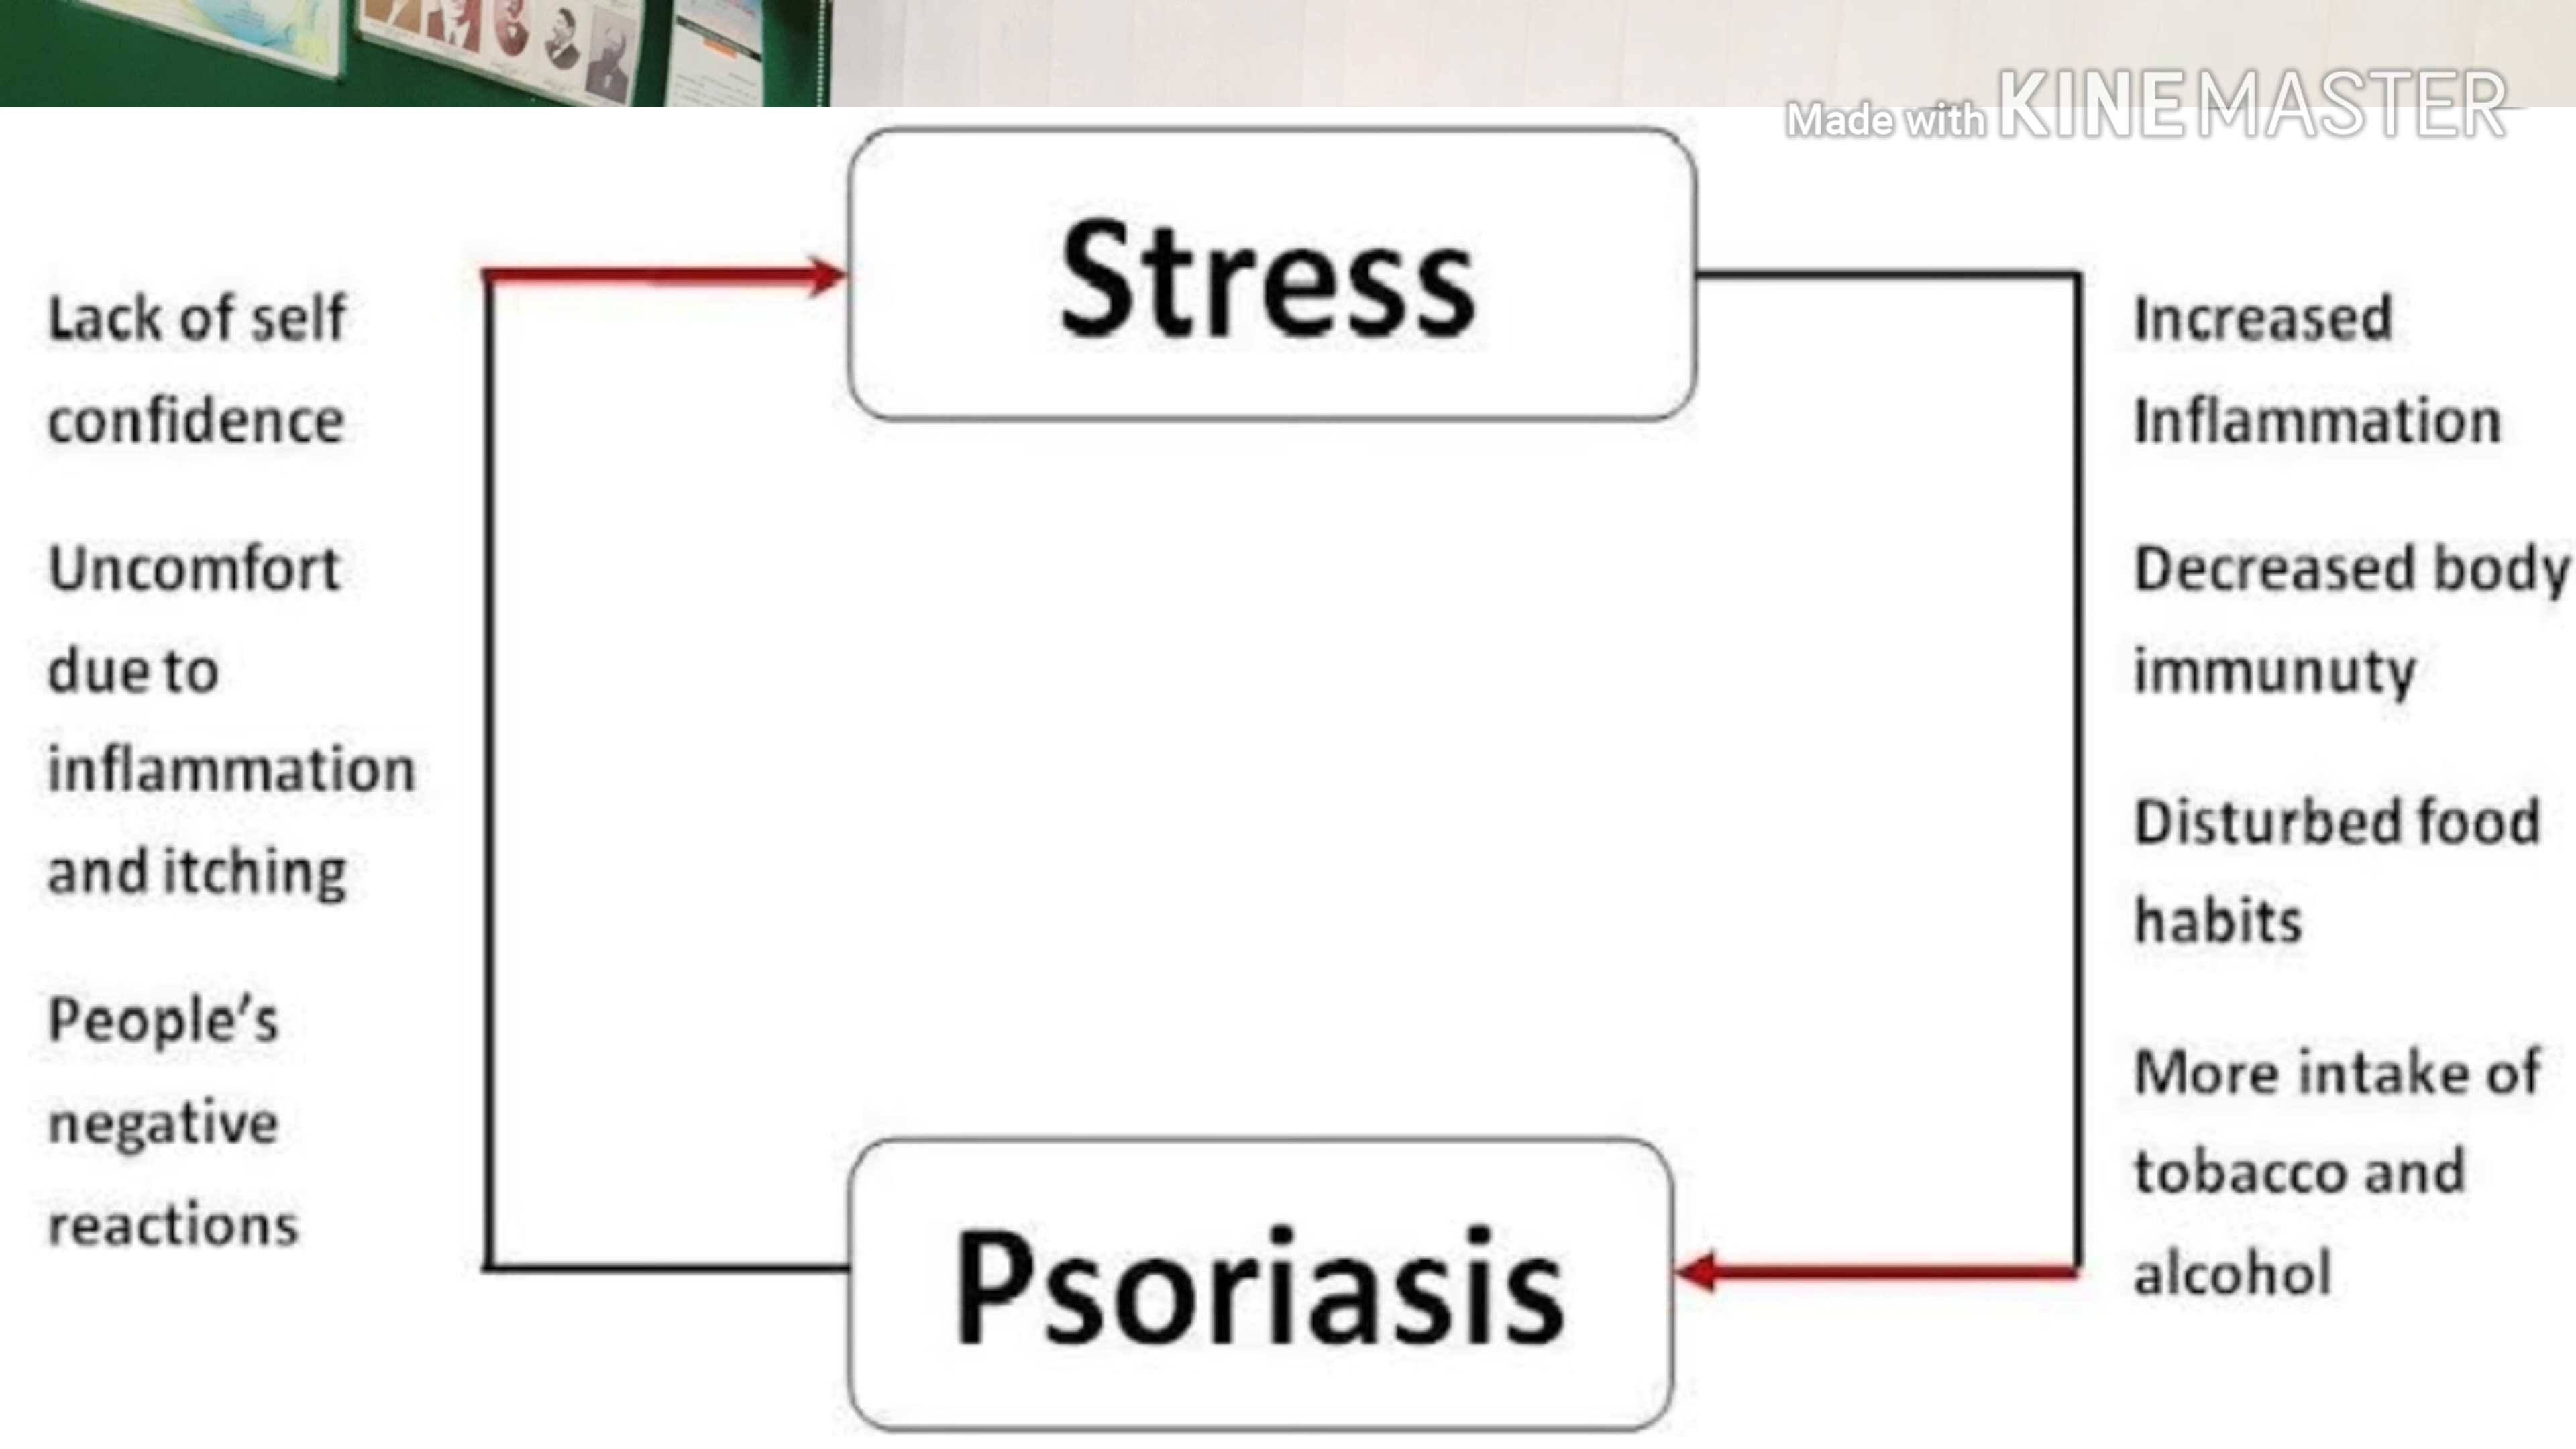 Made with KINEMASTER
Stress
Lack of self
confidence
Uncomfort
due to
inflammation
and itching
People’s
negative
reactions
Increased
Inflammation
Decreased body
immunuty
Disturbed food
habits
More intake of
tobacco and
alcohol
Psoriasis